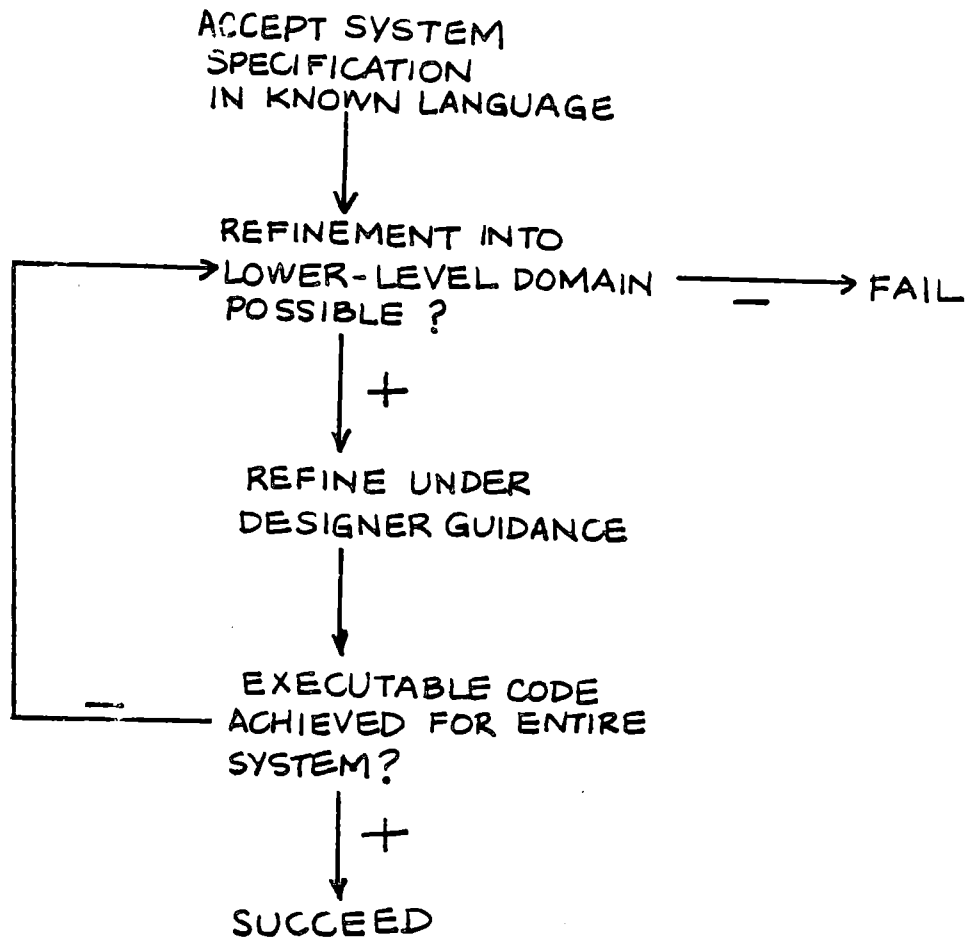 ACCEPT SYSTEM
SPECIFICATION
IN KNOWN LANGUAGE
REFINEMENT INTO
LOWER-LEVEL DOMAIN
POSSIBLE ?
—
FAIL
+
REFINE UNDER
DESIGNER GUIDANCE
EXECUTABLE CODE
ACHIEVED FOR ENTIRE
SYSTEM?
—
+
SUCCEED